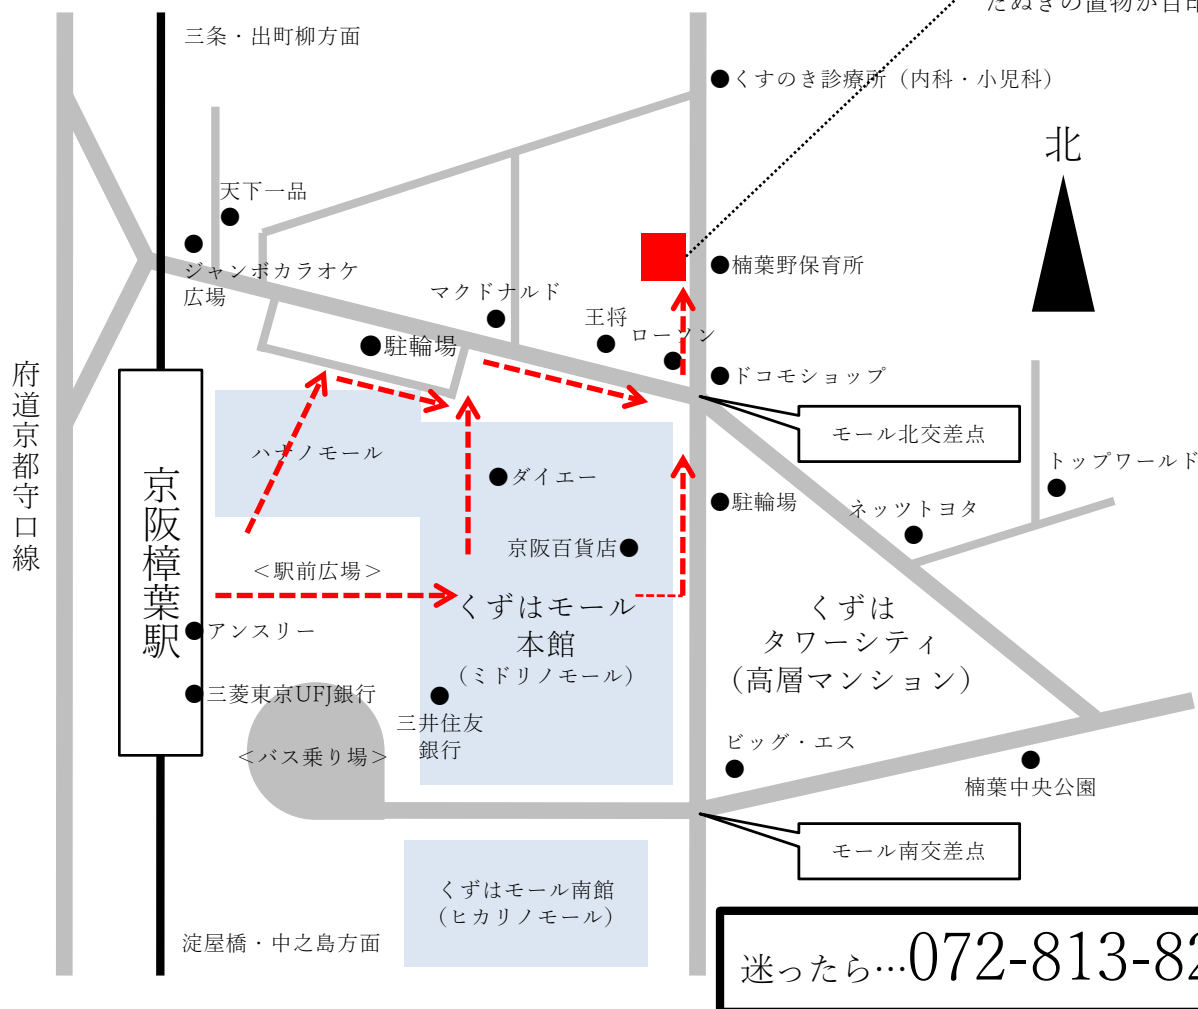 たぬきの置物が目印
三条・出町柳方面
くすのき診療所（内科・小児科）
北
天下一品
ジャンボカラオケ
広場
楠葉野保育所
マクドナルド
王将
ローソン
駐輪場
ドコモショップ
府道京都守口線
モール北交差点
ハナノモール
京阪樟葉駅
ダイエー
トップワールド
駐輪場
ネッツトヨタ
京阪百貨店
＜駅前広場＞
くずはモール
本館
（ミドリノモール）
くずは
タワーシティ
（高層マンション）
アンスリー
三菱東京UFJ銀行
三井住友
銀行
＜バス乗り場＞
ビッグ・エス
楠葉中央公園
モール南交差点
くずはモール南館
（ヒカリノモール）
淀屋橋・中之島方面
迷ったら…072-813-82